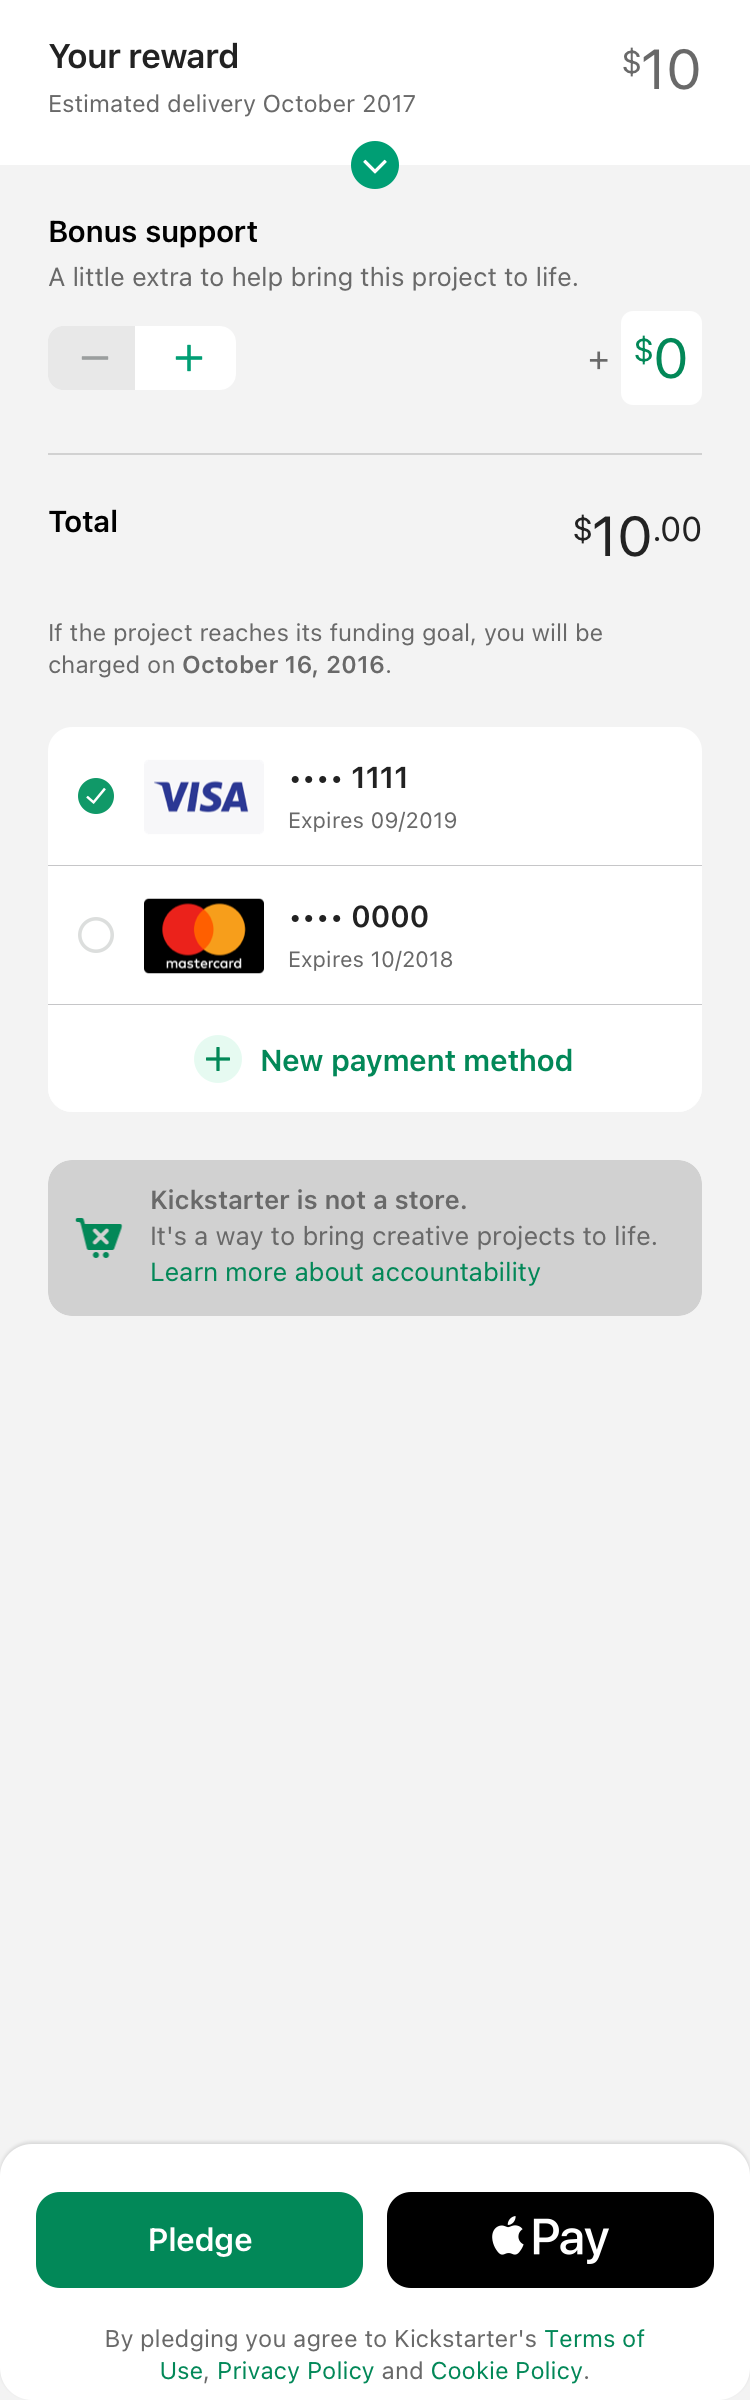 Your reward
$10
Estimated delivery October 2017
Bonus support
A little extra to help bring this project to life.
+ $0
Total
$10.00
If the project reaches its funding goal, you will be
charged on October 16, 2016.
VISA
•••• 1111
Expires 09/2019
mastercard
•••• 0000
Expires 10/2018
New payment method
Kickstarter is not a store.
It's a way to bring creative projects to life.
Learn more about accountability
Pledge
Pay
By pledging you agree to Kickstarter's Terms of
Use, Privacy Policy and Cookie Policy.